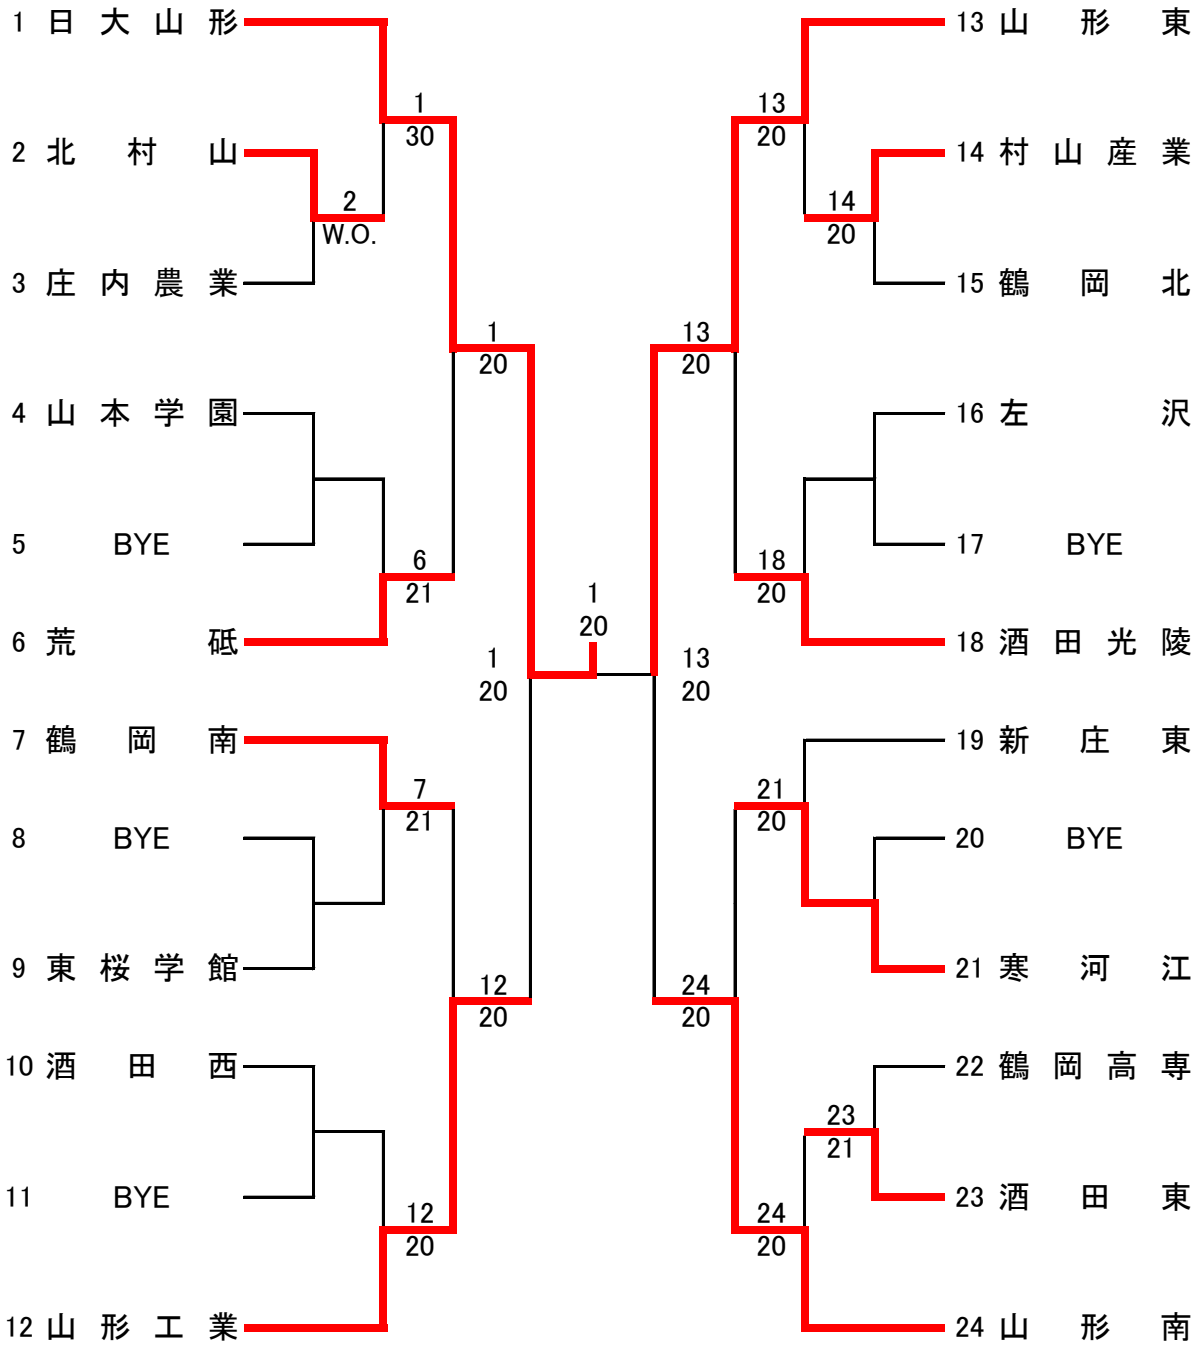 1 日大山形
1
30
2 北村山
2
W.O.
3 庄内農業
1
20
4 山本学園
5 BYE
6
21
6 荒砥
1
20
7 鶴岡南
7
21
8 BYE
9 東桜学館
12
20
10 酒田西
11 BYE
12
20
12 山形工業
1
20
13 山形東
13
20
14 村山産業
14
20
15 鶴岡北
13
20
16 左沢
17 BYE
18
20
18 酒田光陵
13
20
19 新庄東
21
20
20 BYE
21 寒河江
24
20
22 鶴岡高専
23
21
23 酒田東
24
20
24 山形南